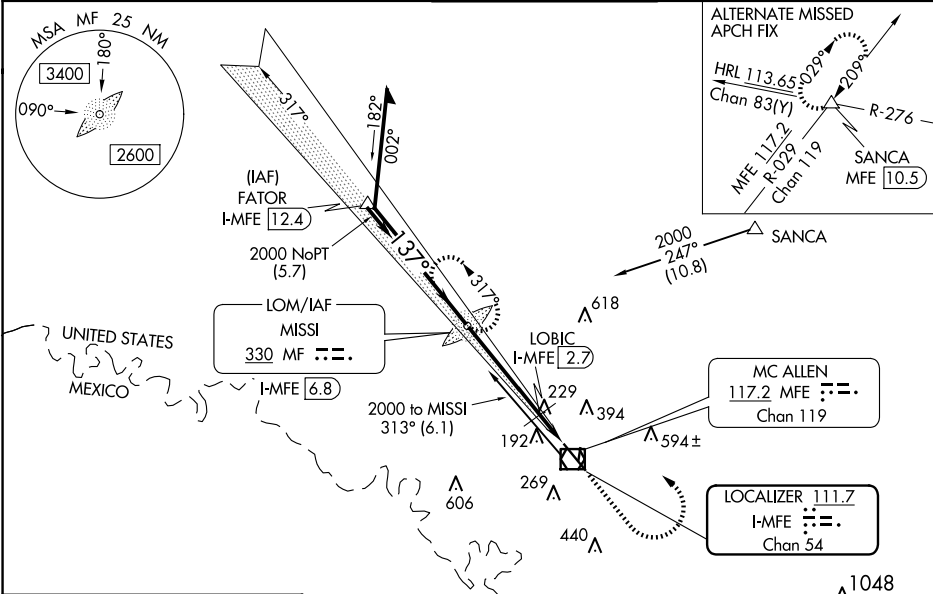 MSA MF 25 NM
180°
3400
090°
2600
ALTERNATE MISSED
APCH FIX
029°
209°
HRL 113.65
Chan 83(Y)
R-276
MFE 117.2
R-029
Chan 119
SANCA
MFE 10.5
317°
182°
002°
(IAF)
FATOR
I-MFE 12.4
2000 NoPT
(5.7)
137°
317°
SANCA
2000
247°
(10.8)
LOM/IAF
MISSI
330 MF
I-MFE 6.8
618
LOBIC
I-MFE 2.7
UNITED STATES
MEXICO
2000 to MISSI
313° (6.1)
229
394
192
594±
MC ALLEN
117.2 MFE
Chan 119
269
606
440
LOCALIZER 111.7
I-MFE
Chan 54
1048